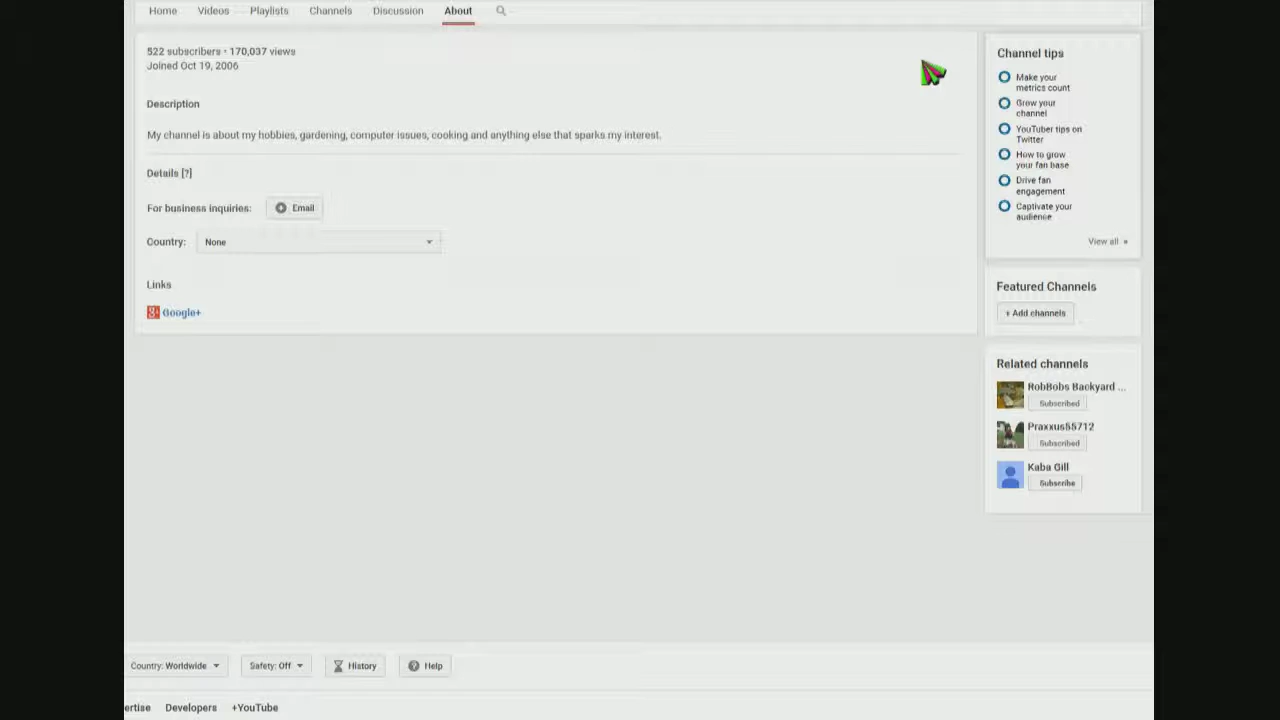 Home Videos Playlists Channels Discussion About
522 subscribers • 170,037 views
Joined Oct 19, 2006
Description
My channel is about my hobbies, gardening, computer issues, cooking and anything else that sparks my interest.
Details [?]
For business inquiries: Email
Country: None
Links
Google+
Channel tips
Make your
metrics count
Grow your
channel
YouTuber tips on
Twitter
How to grow
your fan base
Drive fan
engagement
Captivate your
audience
View all »
Featured Channels
+ Add channels
Related channels
RobBobs Backyard ...
Subscribed
Praxxus55712
Subscribed
Kaba Gill
Subscribe
Country: Worldwide Safety: Off History Help
ertise Developers +YouTube